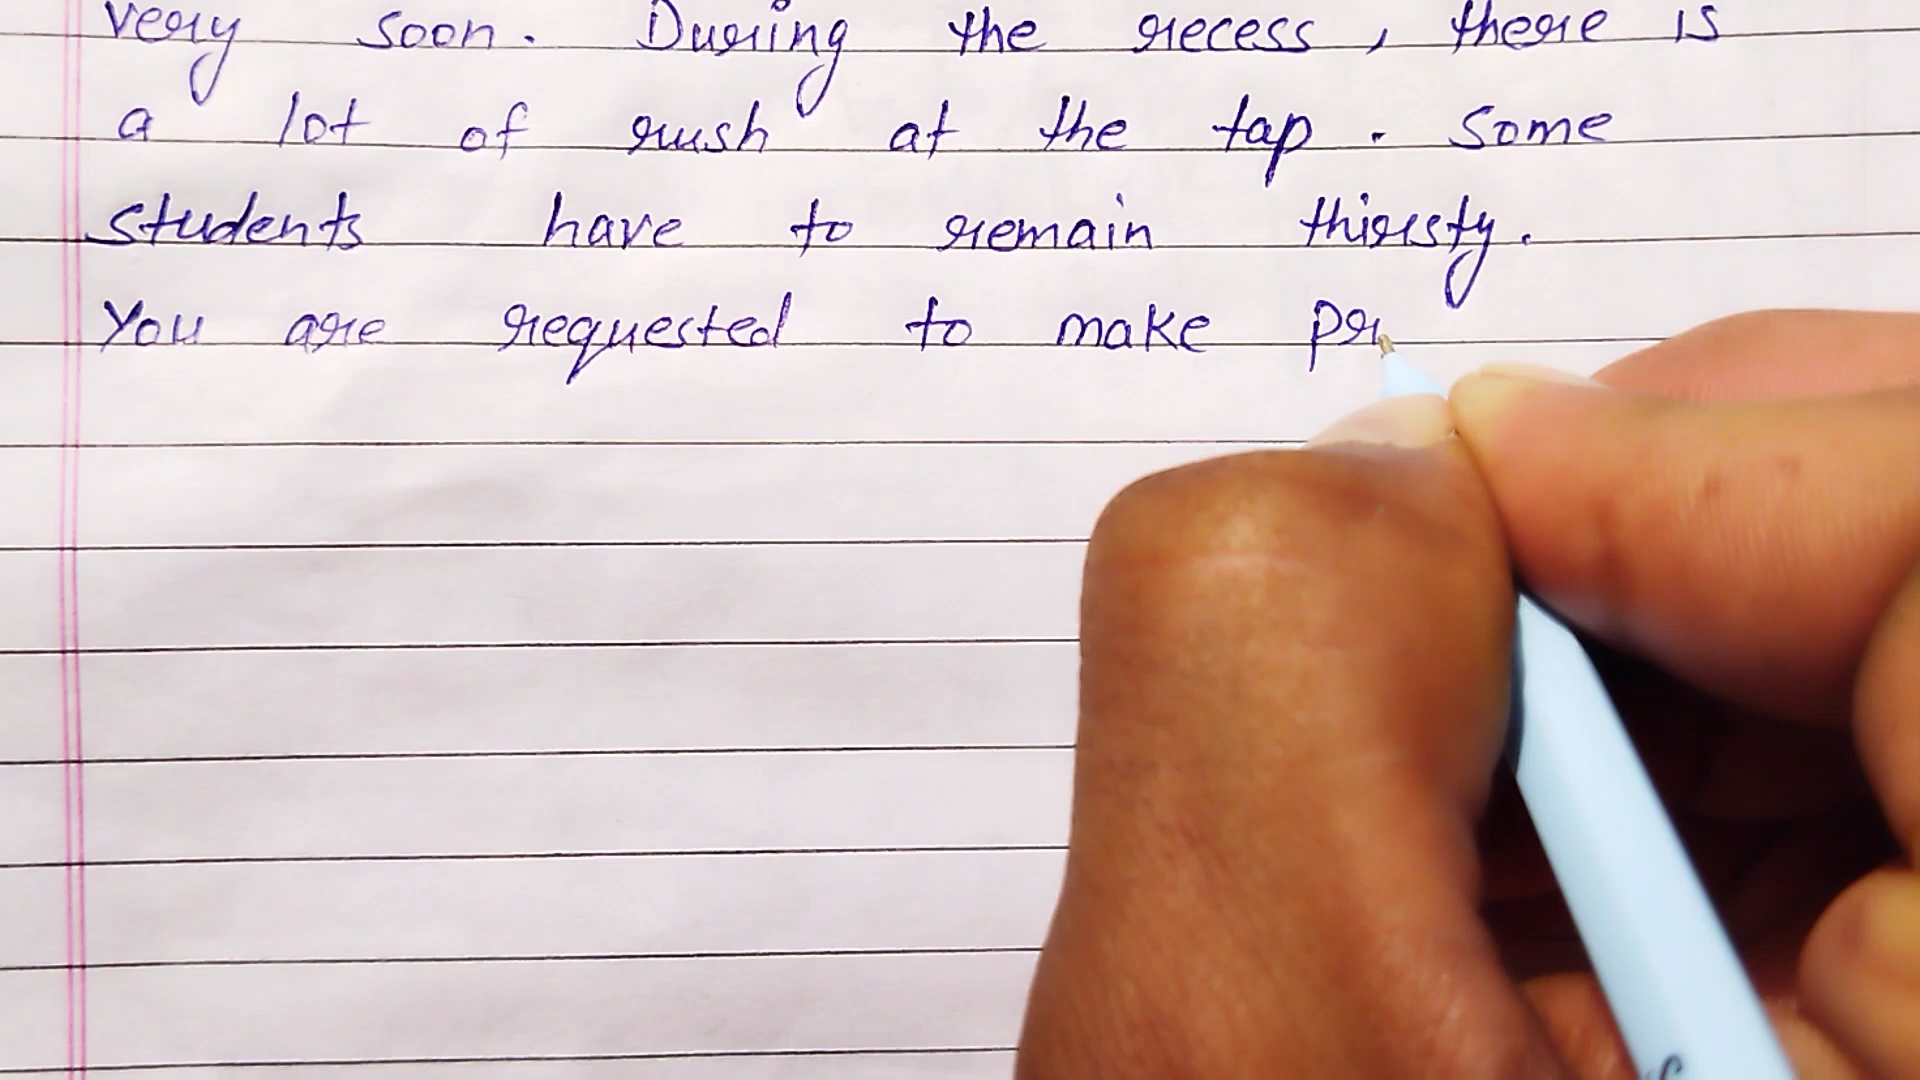 very soon. During the recess, there is
a lot of rush at the tap. Some
students have to remain thirsty.
You are requested to make pr